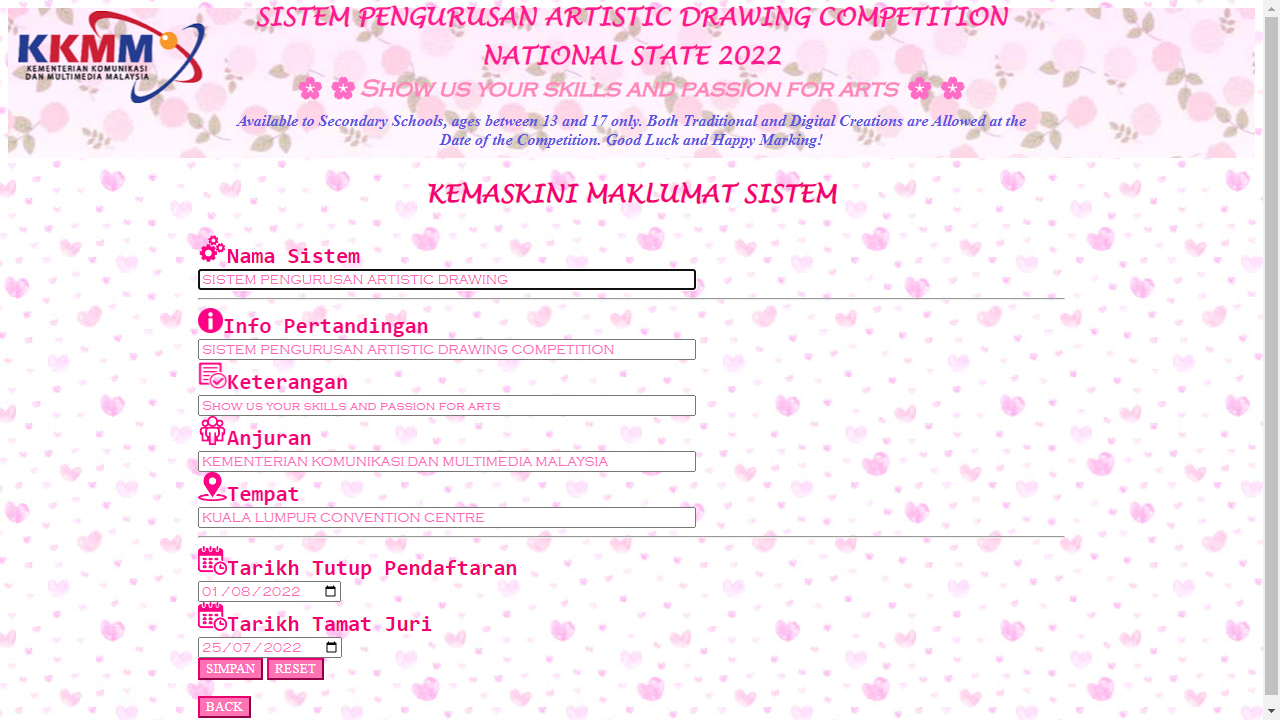 KKMM
KEMENTERIAN KOMUNIKASI
DAN MULTIMEDIA MALAYSIA
SISTEM PENGURUSAN ARTISTIC DRAWING COMPETITION
NATIONAL STATE 2022
Show us your skills and passion for arts
Available to Secondary Schools, ages between 13 and 17 only. Both Traditional and Digital Creations are Allowed at the
Date of the Competition. Good Luck and Happy Marking!
KEMASKINI MAKLUMAT SISTEM
Nama Sistem
SISTEM PENGURUSAN ARTISTIC DRAWING
Info Pertandingan
SISTEM PENGURUSAN ARTISTIC DRAWING COMPETITION
Keterangan
Show us your skills and passion for arts
Anjuran
KEMENTERIAN KOMUNIKASI DAN MULTIMEDIA MALAYSIA
Tempat
KUALA LUMPUR CONVENTION CENTRE
Tarikh Tutup Pendaftaran
01/08/2022
Tarikh Tamat Juri
25/07/2022
SIMPAN RESET
BACK